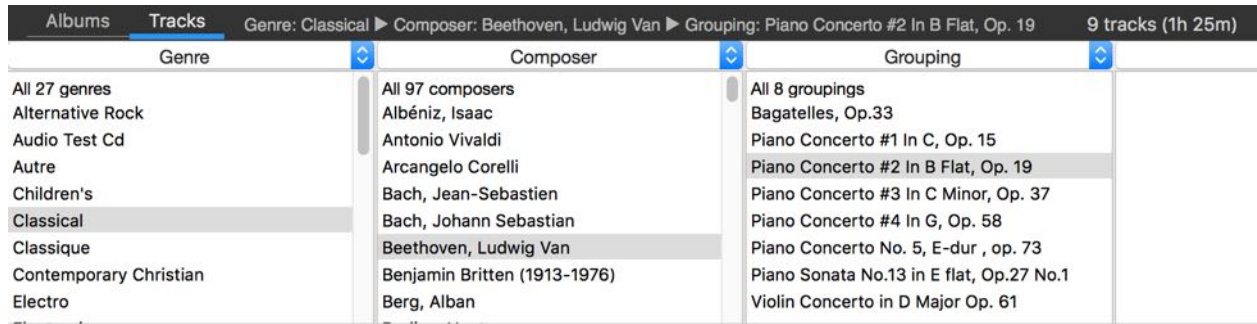 Albums Tracks Genre: Classical ▶ Composer: Beethoven, Ludwig Van ▶ Grouping: Piano Concerto #2 In B Flat, Op. 19 9 tracks (1h 25m)
Genre Composer Grouping
All 27 genres All 97 composers All 8 groupings
Alternative Rock Albéniz, Isaac Bagatelles, Op.33
Audio Test Cd Antonio Vivaldi Piano Concerto #1 In C, Op. 15
Autre Arcangelo Corelli Piano Concerto #2 In B Flat, Op. 19
Children's Bach, Jean-Sebastien Piano Concerto #3 In C Minor, Op. 37
Classical Bach, Johann Sebastian Piano Concerto #4 In G, Op. 58
Classique Beethoven, Ludwig Van Piano Concerto No. 5, E-dur , op. 73
Contemporary Christian Benjamin Britten (1913-1976) Piano Sonata No.13 in E flat, Op.27 No.1
Electro Berg, Alban Violin Concerto in D Major Op. 61